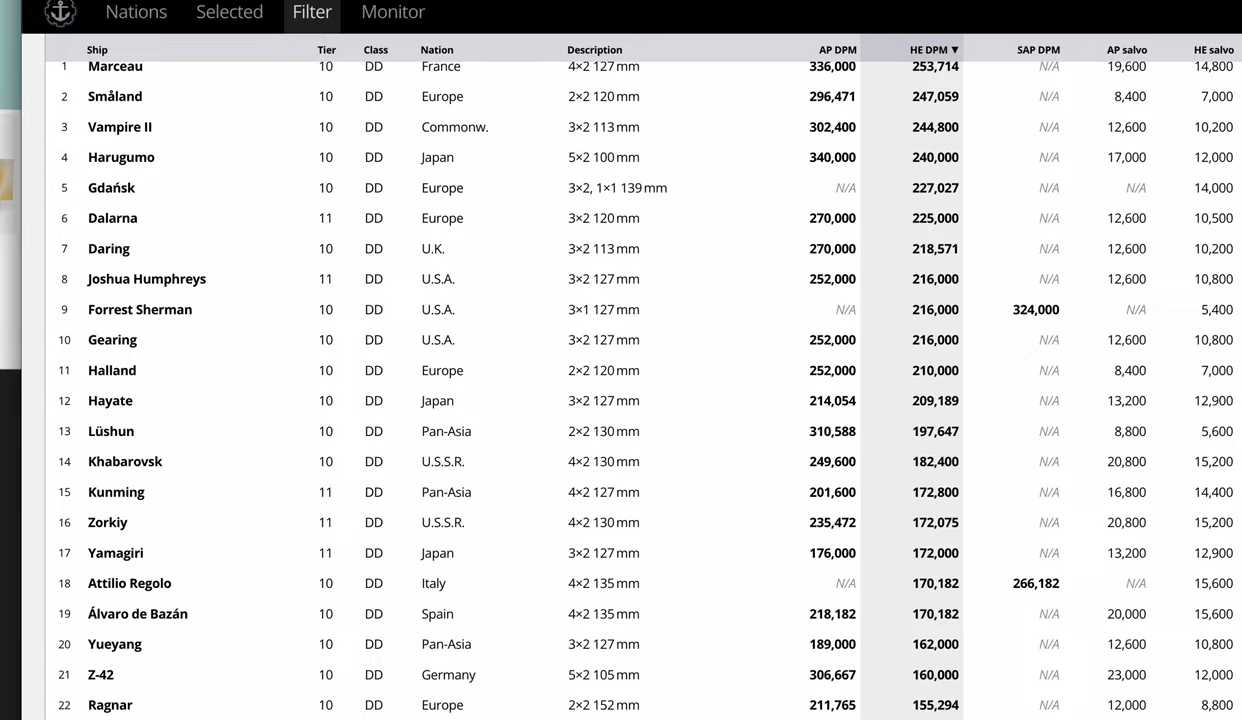 Nations Selected Filter Monitor
Ship Tier Class Nation Description AP DPM HE DPM ▼ SAP DPM AP salvo HE salvo
1 Marceau 10 DD France 4×2 127 mm 336,000 253,714 N/A 19,600 14,800
2 Småland 10 DD Europe 2×2 120 mm 296,471 247,059 N/A 8,400 7,000
3 Vampire II 10 DD Commonw. 3×2 113 mm 302,400 244,800 N/A 12,600 10,200
4 Harugumo 10 DD Japan 5×2 100 mm 340,000 240,000 N/A 17,000 12,000
5 Gdańsk 10 DD Europe 3×2, 1×1 139 mm N/A 227,027 N/A N/A 14,000
6 Dalarna 11 DD Europe 3×2 120 mm 270,000 225,000 N/A 12,600 10,500
7 Daring 10 DD U.K. 3×2 113 mm 270,000 218,571 N/A 12,600 10,200
8 Joshua Humphreys 11 DD U.S.A. 3×2 127 mm 252,000 216,000 N/A 12,600 10,800
9 Forrest Sherman 10 DD U.S.A. 3×1 127 mm N/A 216,000 324,000 N/A 5,400
10 Gearing 10 DD U.S.A. 3×2 127 mm 252,000 216,000 N/A 12,600 10,800
11 Halland 10 DD Europe 2×2 120 mm 252,000 210,000 N/A 8,400 7,000
12 Hayate 10 DD Japan 3×2 127 mm 214,054 209,189 N/A 13,200 12,900
13 Lüshun 10 DD Pan-Asia 2×2 130 mm 310,588 197,647 N/A 8,800 5,600
14 Khabarovsk 10 DD U.S.S.R. 4×2 130 mm 249,600 182,400 N/A 20,800 15,200
15 Kunming 11 DD Pan-Asia 4×2 127 mm 201,600 172,800 N/A 16,800 14,400
16 Zorkiy 11 DD U.S.S.R. 4×2 130 mm 235,472 172,075 N/A 20,800 15,200
17 Yamagiri 11 DD Japan 3×2 127 mm 176,000 172,000 N/A 13,200 12,900
18 Attilio Regolo 10 DD Italy 4×2 135 mm N/A 170,182 266,182 N/A 15,600
19 Álvaro de Bazán 10 DD Spain 4×2 135 mm 218,182 170,182 N/A 20,000 15,600
20 Yueyang 10 DD Pan-Asia 3×2 127 mm 189,000 162,000 N/A 12,600 10,800
21 Z-42 10 DD Germany 5×2 105 mm 306,667 160,000 N/A 23,000 12,000
22 Ragnar 10 DD Europe 2×2 152 mm 211,765 155,294 N/A 12,000 8,800